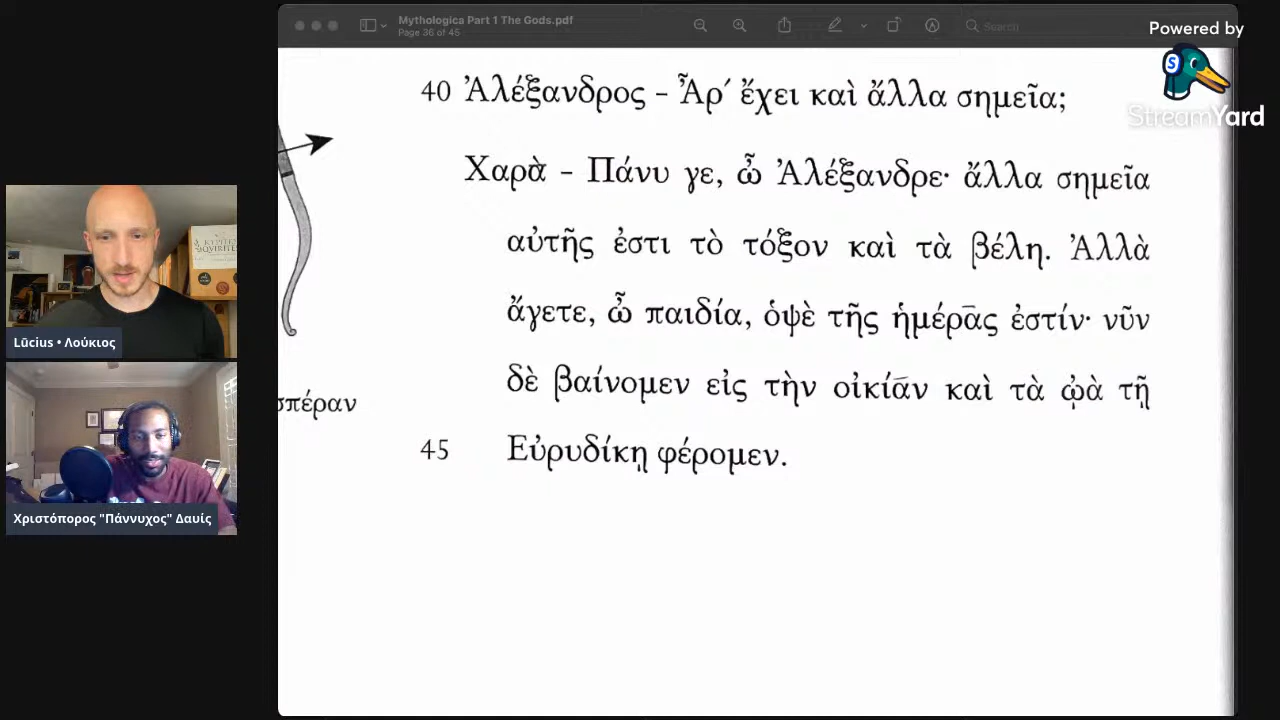 Mythologica Part 1 The Gods.pdf
Page 36 of 45
Search
Powered by
S
StreamYard
40 Ἀλέξανδρος – Ἆρ᾽ ἔχει καὶ ἄλλα σημεῖα;
Χαρᾱ̀ – Πάνυ γε, ὦ Ἀλέξανδρε· ἄλλα σημεῖα
αὐτῆς ἐστι τὸ τόξον καὶ τὰ βέλη. Ἀλλὰ
ἄγετε, ὦ παιδία, ὀψὲ τῆς ἡμέρᾱς ἐστίν· νῦν
δὲ βαίνομεν εἰς τὴν οἰκίᾱν καὶ τὰ ᾠὰ τῇ
45 Εὐρυδίκῃ φέρομεν.
σπέραν
Lūcius • Λούκιος
Χριστόπορος "Πάννυχος" Δαυίς